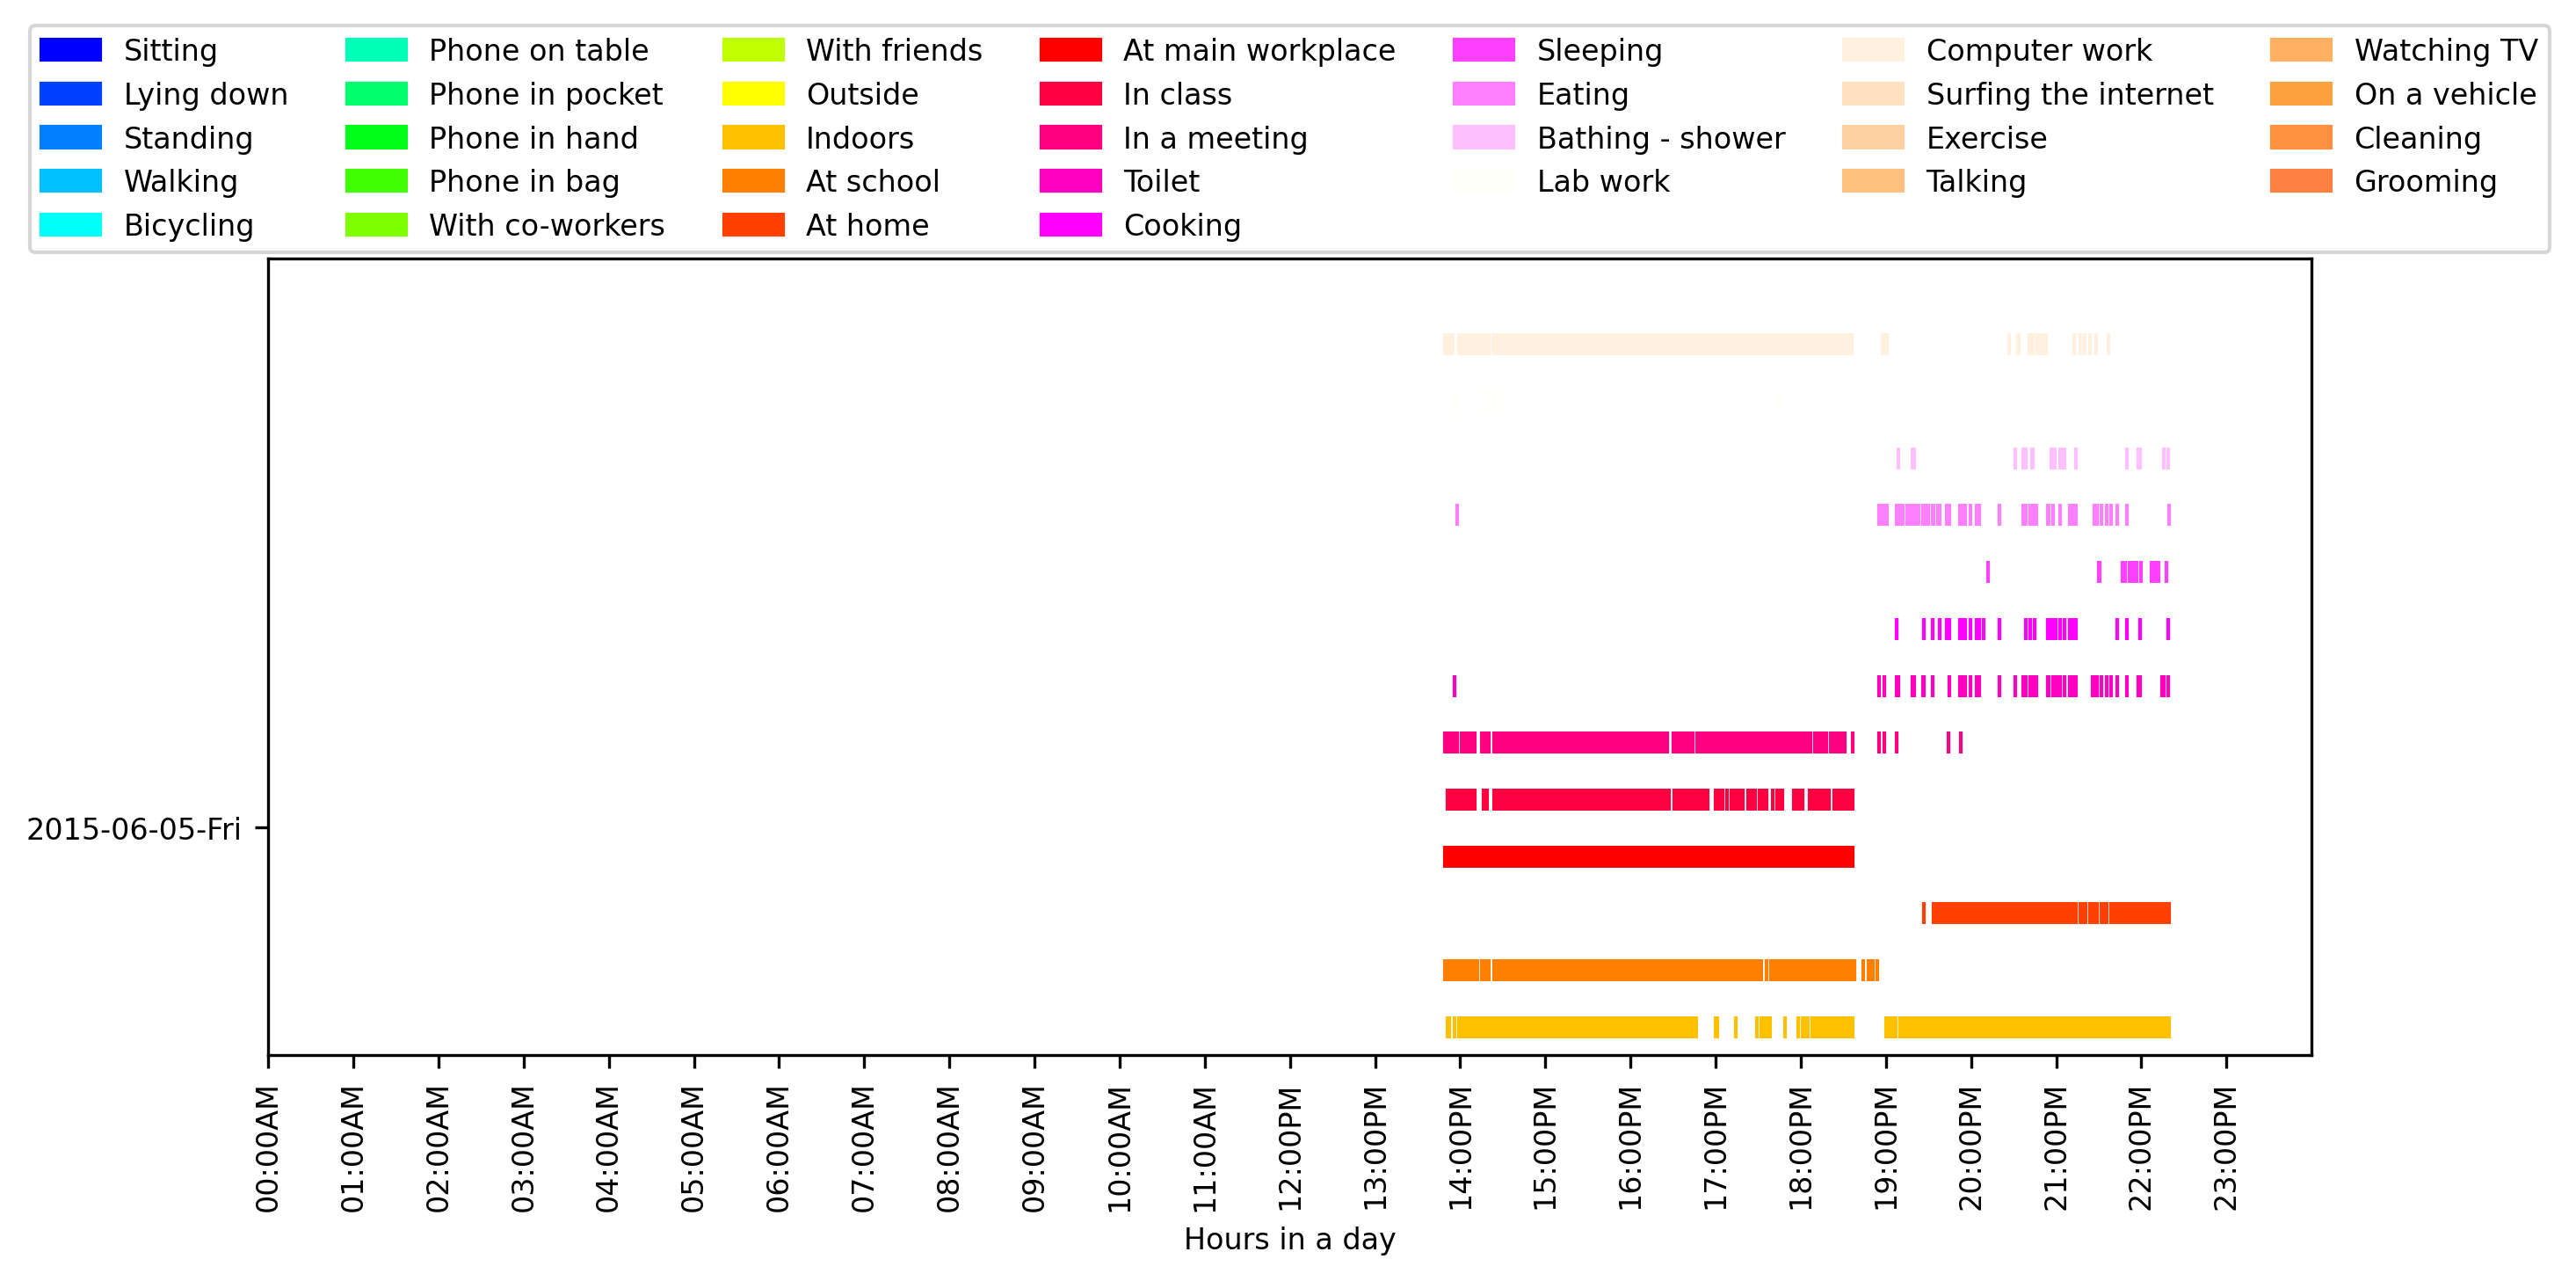 Sitting
Lying down
Standing
Walking
Bicycling
Phone on table
Phone in pocket
Phone in hand
Phone in bag
With co-workers
With friends
Outside
Indoors
At school
At home
At main workplace
In class
In a meeting
Toilet
Cooking
Sleeping
Eating
Bathing - shower
Lab work
Computer work
Surfing the internet
Exercise
Talking
Watching TV
On a vehicle
Cleaning
Grooming
2015-06-05-Fri
00:00AM
01:00AM
02:00AM
03:00AM
04:00AM
05:00AM
06:00AM
07:00AM
08:00AM
09:00AM
10:00AM
11:00AM
12:00PM
13:00PM
14:00PM
15:00PM
16:00PM
17:00PM
18:00PM
19:00PM
20:00PM
21:00PM
22:00PM
23:00PM
Hours in a day